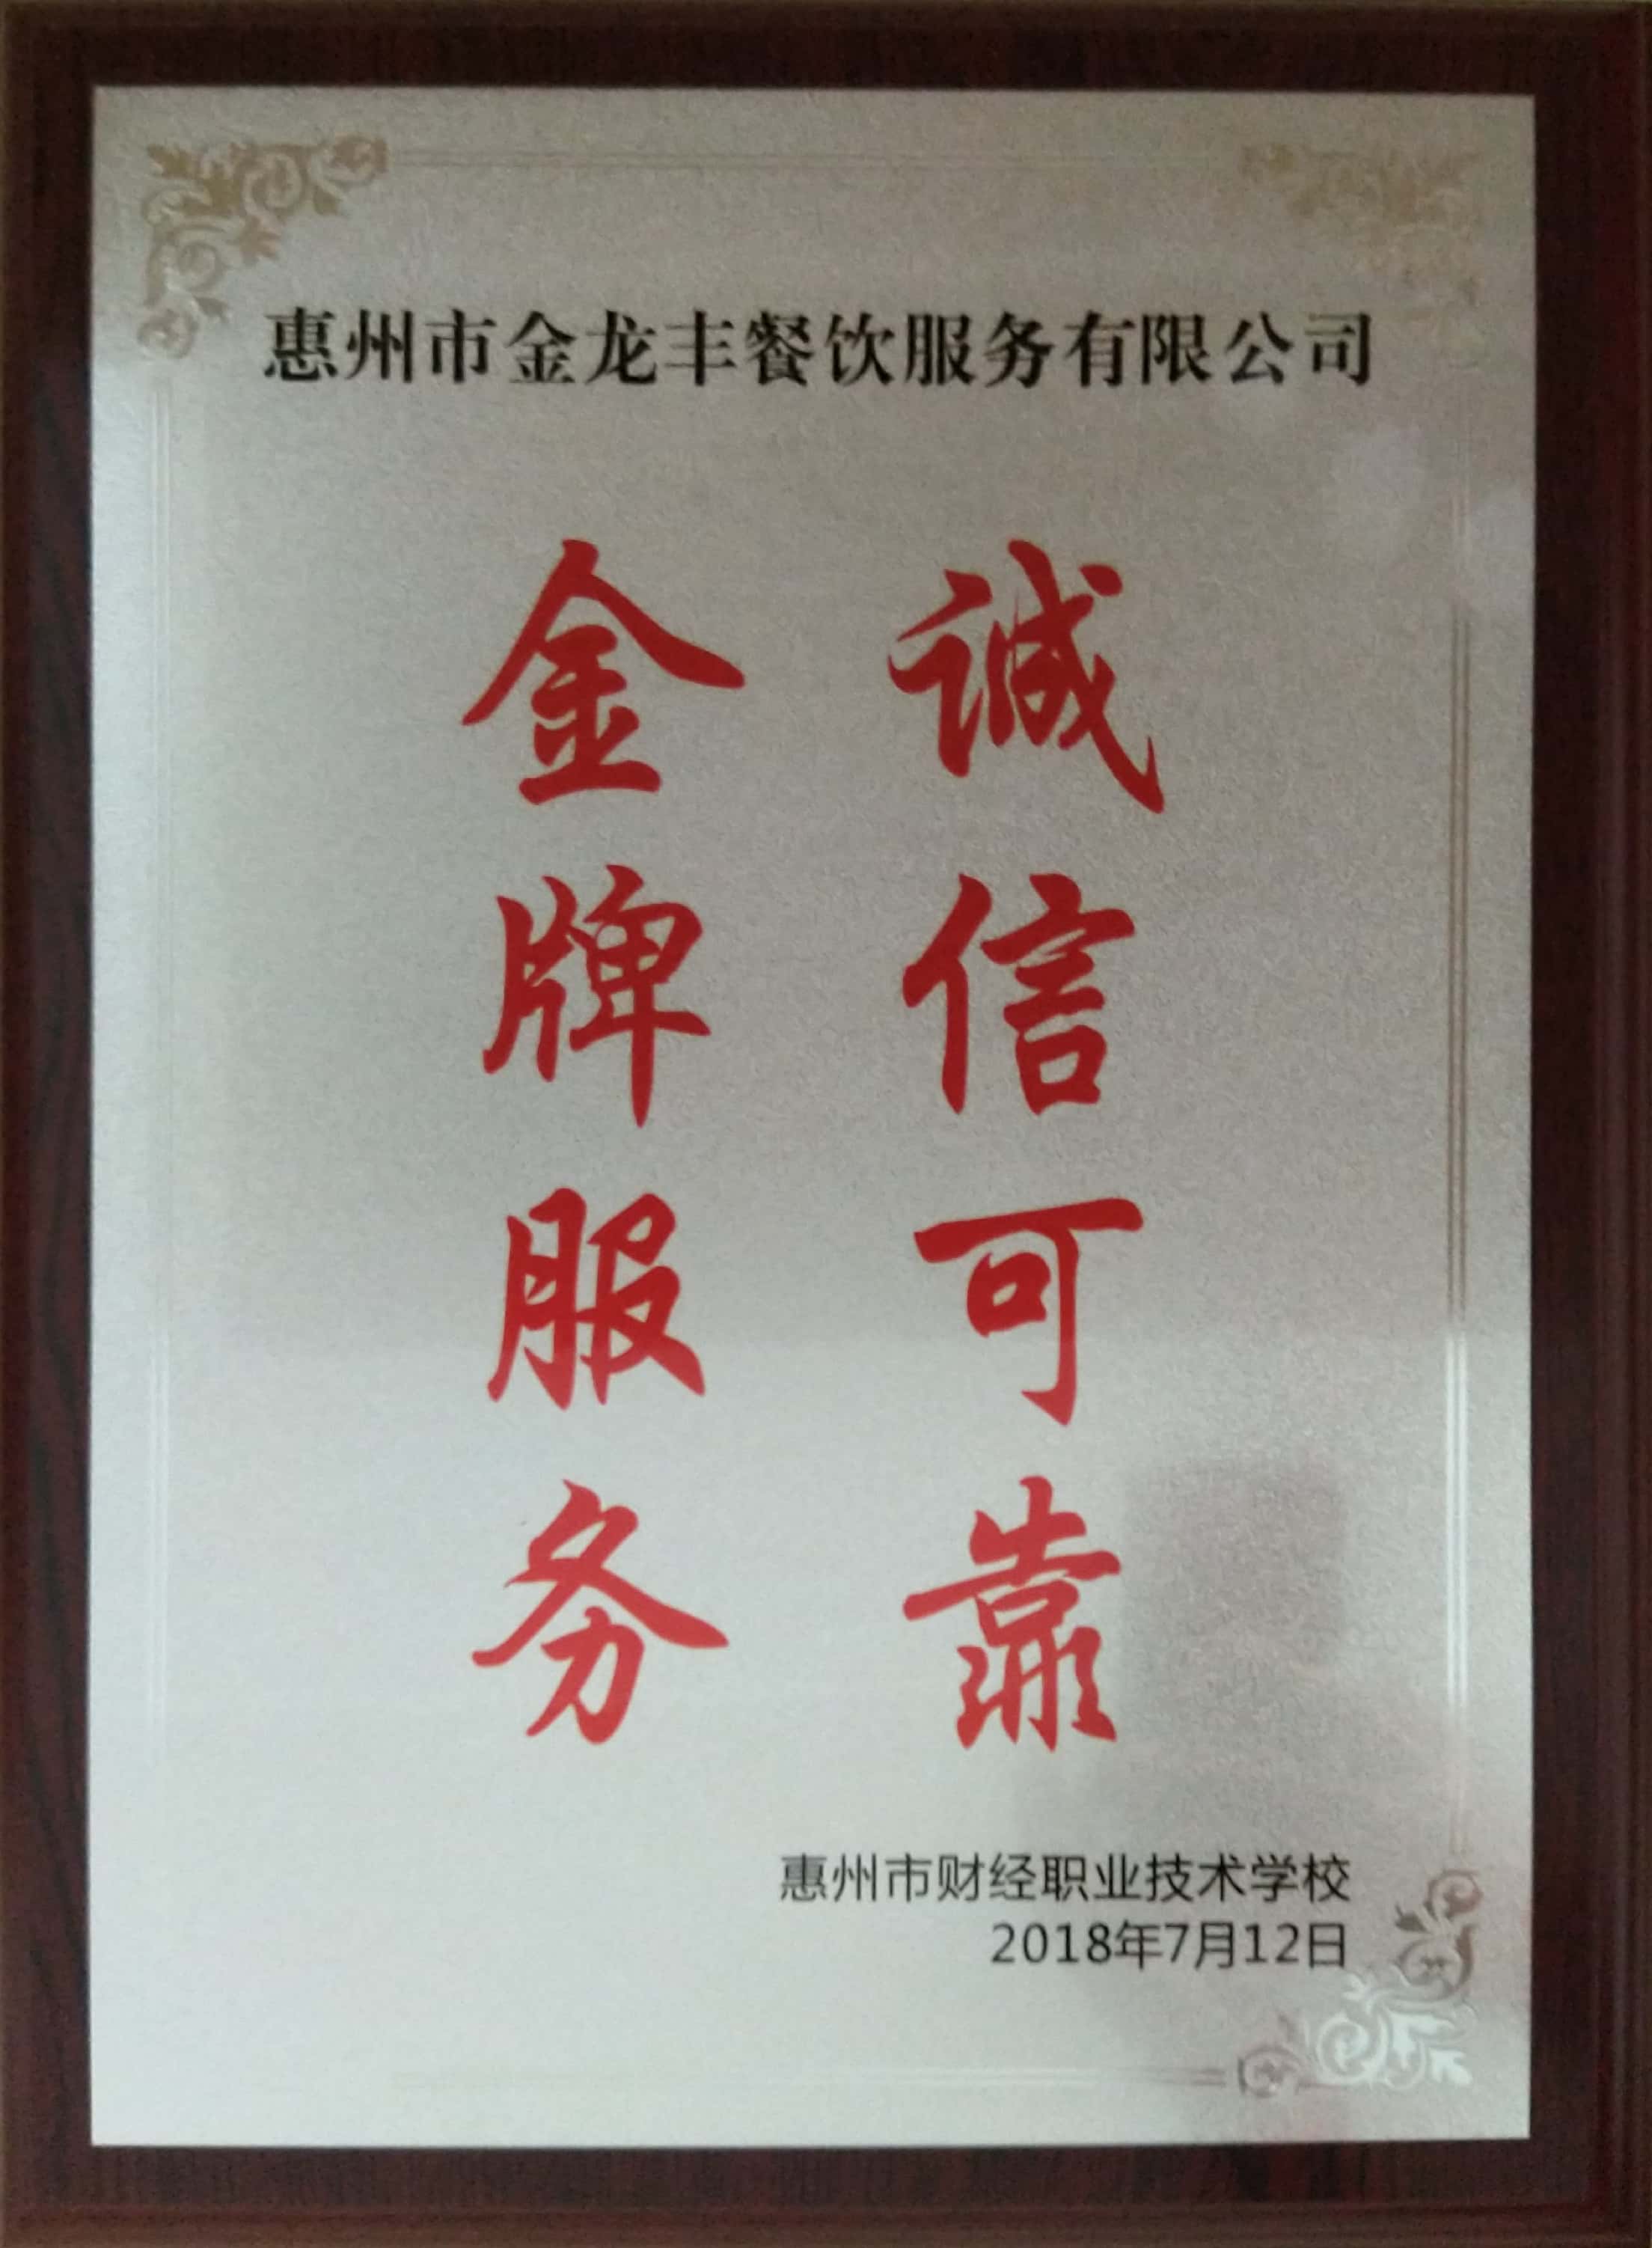 惠州市金龙丰餐饮服务有限公司
诚信可靠
金牌服务
惠州市财经职业技术学校
2018年7月12日